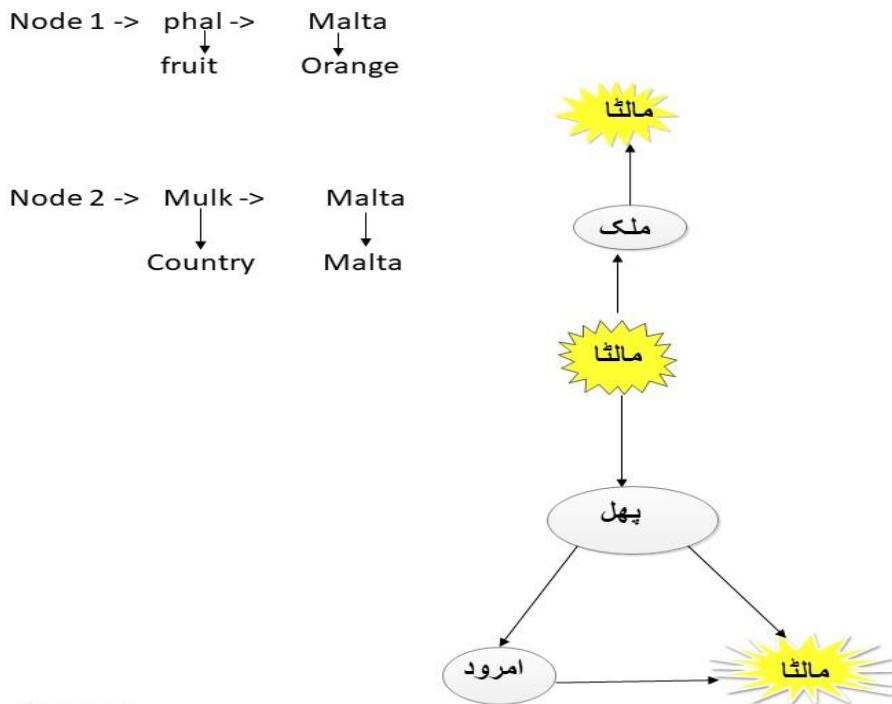 Node 1 -> phal -> Malta
fruit Orange
Node 2 -> Mulk -> Malta
Country Malta
مالٹا
ملک
مالٹا
پھل
امرود
مالٹا